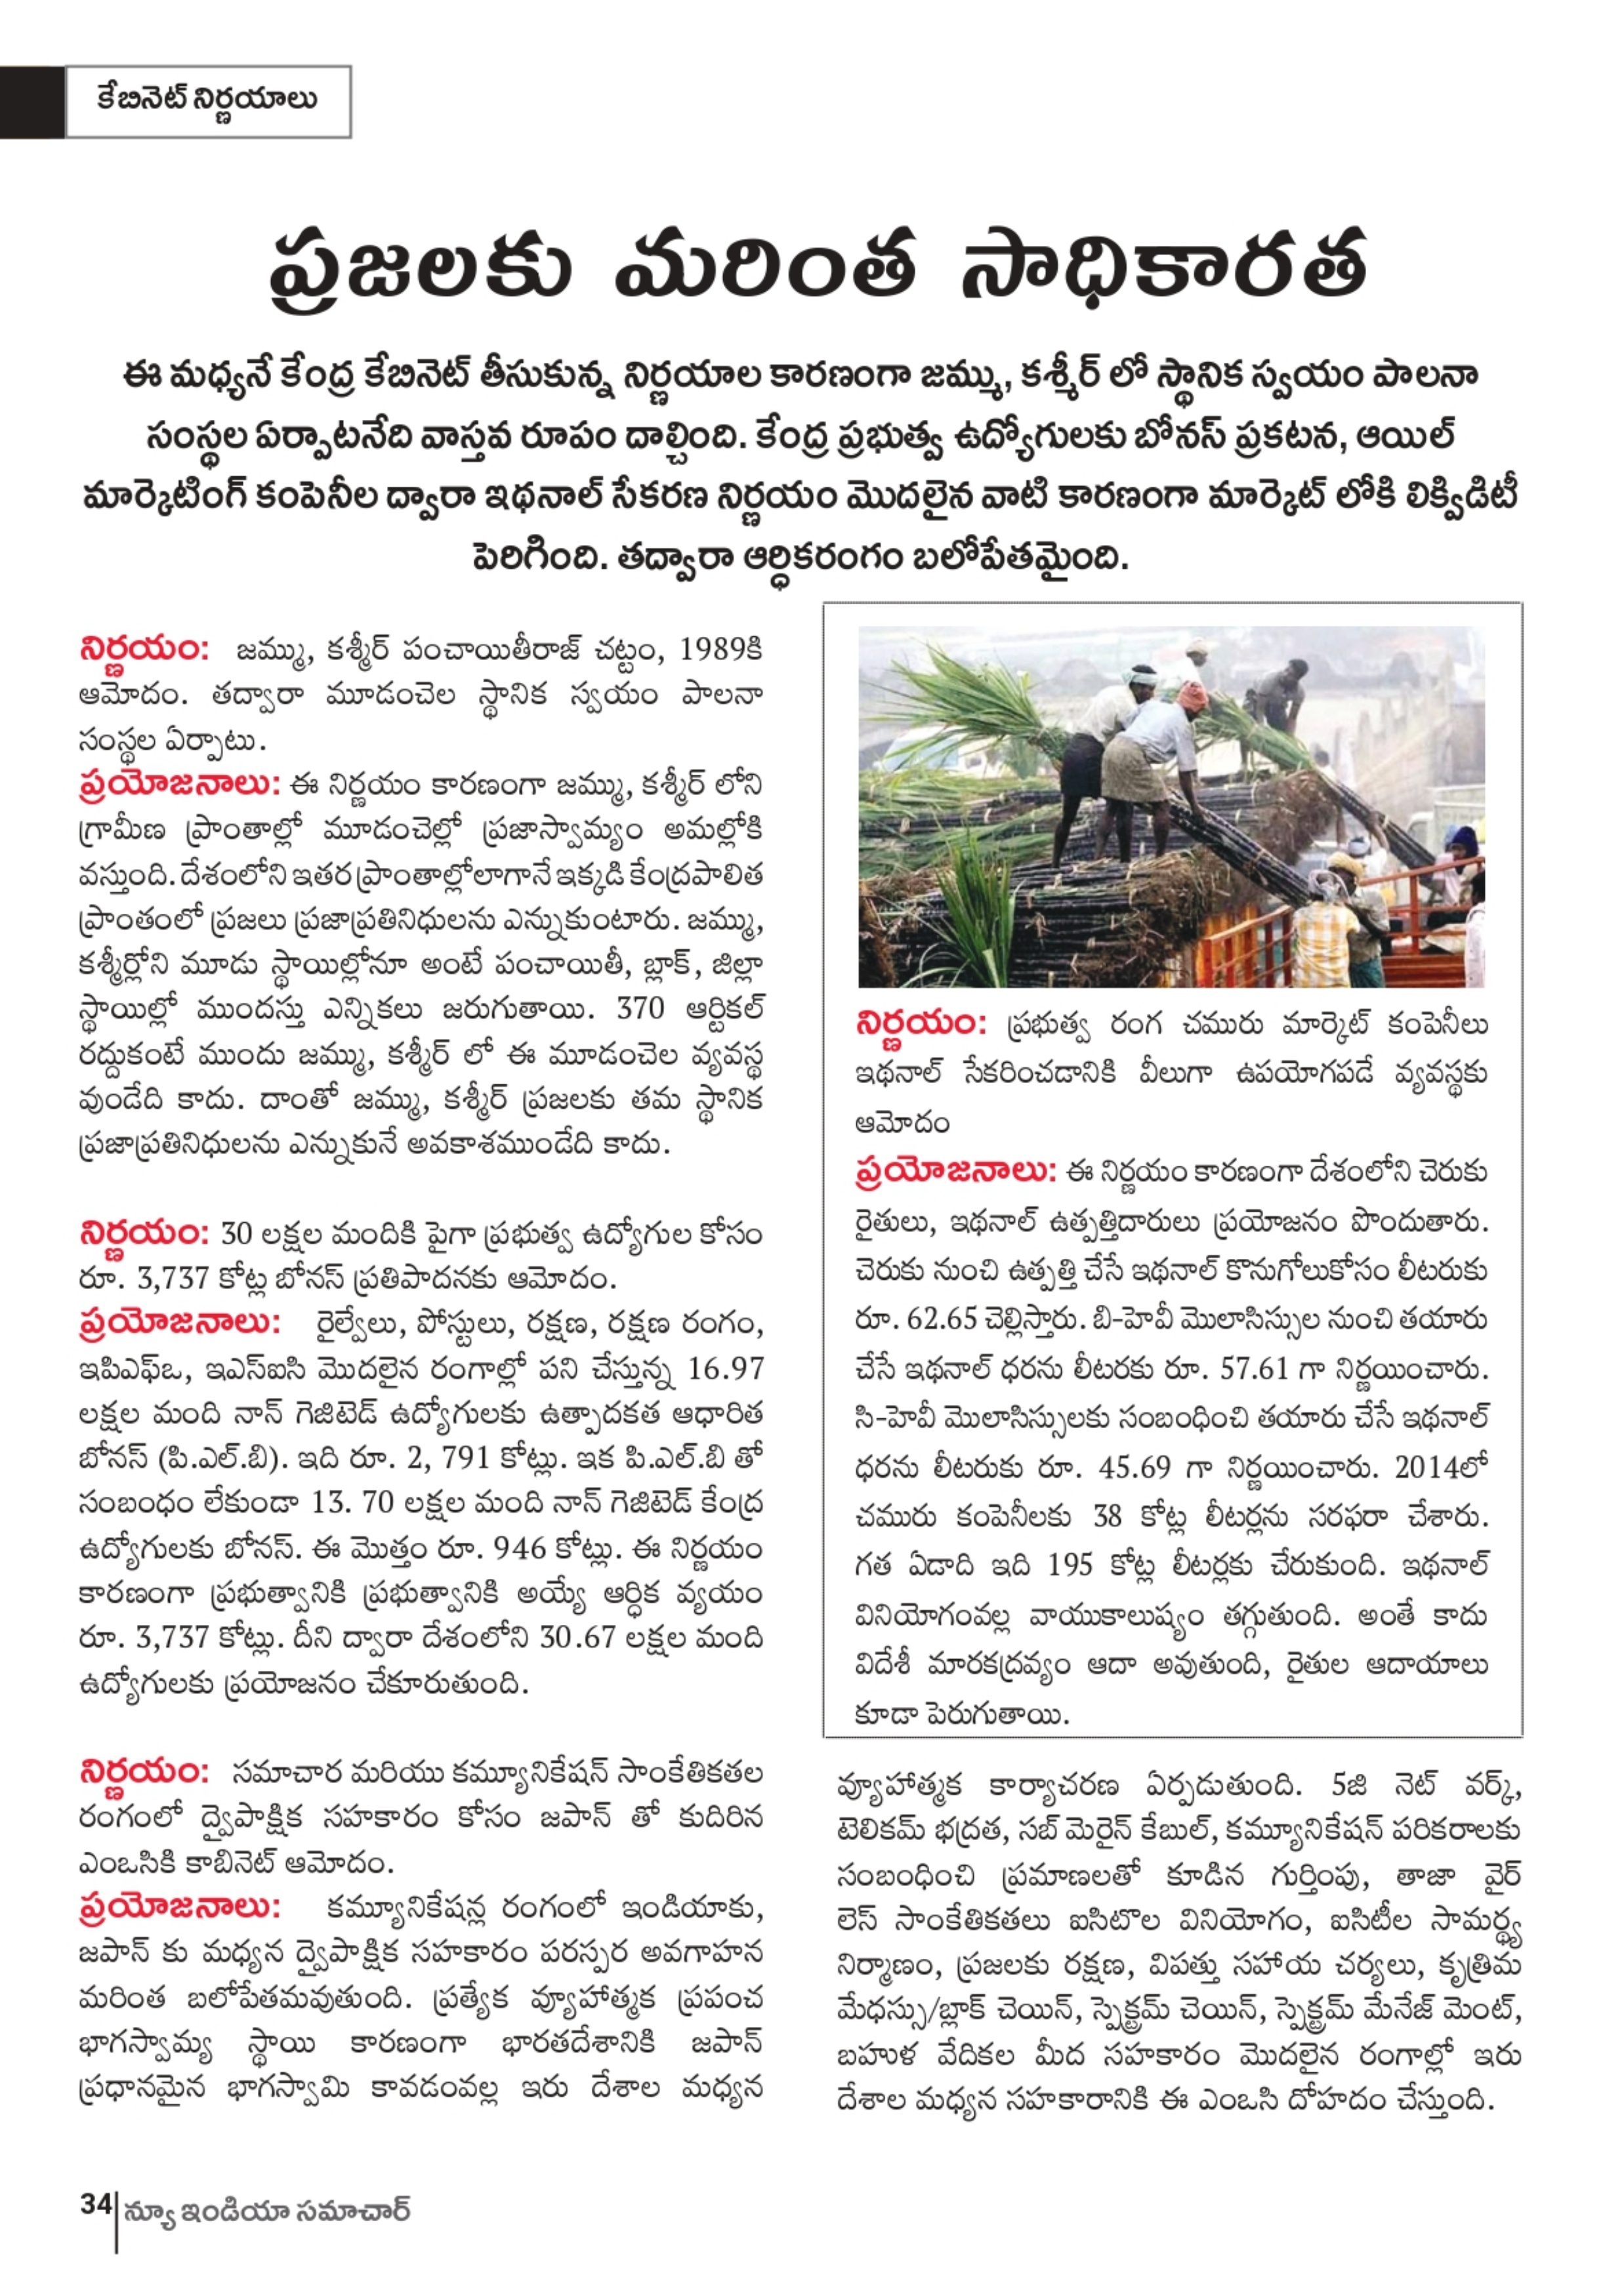 కేబినెట్ నిర్ణయాలు
ప్రజలకు మరింత సాధికారత
ఈ మధ్యనే కేంద్ర కేబినెట్ తీసుకున్న నిర్ణయాల కారణంగా జమ్ము, కశ్మీర్ లో స్థానిక స్వయం పాలనా
సంస్థల ఏర్పాటనేది వాస్తవ రూపం దాల్చింది. కేంద్ర ప్రభుత్వ ఉద్యోగులకు బోనస్ ప్రకటన, ఆయిల్
మార్కెటింగ్ కంపెనీల ద్వారా ఇథనాల్ సేకరణ నిర్ణయం మొదలైన వాటి కారణంగా మార్కెట్ లోకి లిక్విడిటీ
పెరిగింది. తద్వారా ఆర్ధికరంగం బలోపేతమైంది.
నిర్ణయం: జమ్ము, కశ్మీర్ పంచాయితీరాజ్ చట్టం, 1989కి
ఆమోదం. తద్వారా మూడంచెల స్థానిక స్వయం పాలనా
సంస్థల ఏర్పాటు.
ప్రయోజనాలు: ఈ నిర్ణయం కారణంగా జమ్ము, కశ్మీర్ లోని
గ్రామీణ ప్రాంతాల్లో మూడంచెల్లో ప్రజాస్వామ్యం అమల్లోకి
వస్తుంది. దేశంలోని ఇతర ప్రాంతాల్లోలాగానే ఇక్కడి కేంద్రపాలిత
ప్రాంతంలో ప్రజలు ప్రజాప్రతినిధులను ఎన్నుకుంటారు. జమ్ము,
కశ్మీర్లోని మూడు స్థాయిల్లోనూ అంటే పంచాయితీ, బ్లాక్, జిల్లా
స్థాయిల్లో ముందస్తు ఎన్నికలు జరుగుతాయి. 370 ఆర్టికల్
రద్దుకంటే ముందు జమ్ము, కశ్మీర్ లో ఈ మూడంచెల వ్యవస్థ
వుండేది కాదు. దాంతో జమ్ము, కశ్మీర్ ప్రజలకు తమ స్థానిక
ప్రజాప్రతినిధులను ఎన్నుకునే అవకాశముండేది కాదు.
నిర్ణయం: 30 లక్షల మందికి పైగా ప్రభుత్వ ఉద్యోగుల కోసం
రూ. 3,737 కోట్ల బోనస్ ప్రతిపాదనకు ఆమోదం.
ప్రయోజనాలు: రైల్వేలు, పోస్టులు, రక్షణ, రక్షణ రంగం,
ఇపిఎఫ్ఒ, ఇఎస్ఐసి మొదలైన రంగాల్లో పని చేస్తున్న 16.97
లక్షల మంది నాన్ గెజిటెడ్ ఉద్యోగులకు ఉత్పాదకత ఆధారిత
బోనస్ (పి.ఎల్.బి). ఇది రూ. 2, 791 కోట్లు. ఇక పి.ఎల్.బి తో
సంబంధం లేకుండా 13. 70 లక్షల మంది నాన్ గెజిటెడ్ కేంద్ర
ఉద్యోగులకు బోనస్. ఈ మొత్తం రూ. 946 కోట్లు. ఈ నిర్ణయం
కారణంగా ప్రభుత్వానికి ప్రభుత్వానికి అయ్యే ఆర్ధిక వ్యయం
రూ. 3,737 కోట్లు. దీని ద్వారా దేశంలోని 30.67 లక్షల మంది
ఉద్యోగులకు ప్రయోజనం చేకూరుతుంది.
నిర్ణయం: సమాచార మరియు కమ్యూనికేషన్ సాంకేతికతల
రంగంలో ద్వైపాక్షిక సహకారం కోసం జపాన్ తో కుదిరిన
ఎంఒసికి కాబినెట్ ఆమోదం.
ప్రయోజనాలు: కమ్యూనికేషన్ల రంగంలో ఇండియాకు,
జపాన్ కు మధ్యన ద్వైపాక్షిక సహకారం పరస్పర అవగాహన
మరింత బలోపేతమవుతుంది. ప్రత్యేక వ్యూహాత్మక ప్రపంచ
భాగస్వామ్య స్థాయి కారణంగా భారతదేశానికి జపాన్
ప్రధానమైన భాగస్వామి కావడంవల్ల ఇరు దేశాల మధ్యన
నిర్ణయం: ప్రభుత్వ రంగ చమురు మార్కెట్ కంపెనీలు
ఇథనాల్ సేకరించడానికి వీలుగా ఉపయోగపడే వ్యవస్థకు
ఆమోదం
ప్రయోజనాలు: ఈ నిర్ణయం కారణంగా దేశంలోని చెరుకు
రైతులు, ఇథనాల్ ఉత్పత్తిదారులు ప్రయోజనం పొందుతారు.
చెరుకు నుంచి ఉత్పత్తి చేసే ఇథనాల్ కొనుగోలుకోసం లీటరుకు
రూ. 62.65 చెల్లిస్తారు. బి-హెవీ మొలాసిస్సుల నుంచి తయారు
చేసే ఇథనాల్ ధరను లీటరకు రూ. 57.61 గా నిర్ణయించారు.
సి-హెవీ మొలాసిస్సులకు సంబంధించి తయారు చేసే ఇథనాల్
ధరను లీటరుకు రూ. 45.69 గా నిర్ణయించారు. 2014లో
చమురు కంపెనీలకు 38 కోట్ల లీటర్లను సరఫరా చేశారు.
గత ఏడాది ఇది 195 కోట్ల లీటర్లకు చేరుకుంది. ఇథనాల్
వినియోగంవల్ల వాయుకాలుష్యం తగ్గుతుంది. అంతే కాదు
విదేశీ మారకద్రవ్యం ఆదా అవుతుంది, రైతుల ఆదాయాలు
కూడా పెరుగుతాయి.
వ్యూహాత్మక కార్యాచరణ ఏర్పడుతుంది. 5జి నెట్ వర్క్,
టెలికమ్ భద్రత, సబ్ మెరైన్ కేబుల్, కమ్యూనికేషన్ పరికరాలకు
సంబంధించి ప్రమాణలతో కూడిన గుర్తింపు, తాజా వైర్
లెస్ సాంకేతికతలు ఐసిటొల వినియోగం, ఐసిటీల సామర్థ్య
నిర్మాణం, ప్రజలకు రక్షణ, విపత్తు సహాయ చర్యలు, కృత్రిమ
మేధస్సు/బ్లాక్ చెయిన్, స్పెక్ట్రమ్ చెయిన్, స్పెక్ట్రమ్ మేనేజ్ మెంట్,
బహుళ వేదికల మీద సహకారం మొదలైన రంగాల్లో ఇరు
దేశాల మధ్యన సహకారానికి ఈ ఎంఒసి దోహదం చేస్తుంది.
34 న్యూ ఇండియా సమాచార్